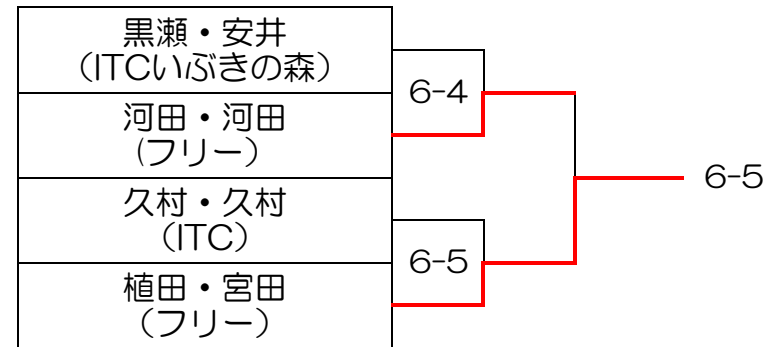 黒瀬・安井
（ITCいぶきの森）
6-4
河田・河田
(フリー）
6-5
久村・久村
（ITC）
6-5
植田・宮田
（フリー）